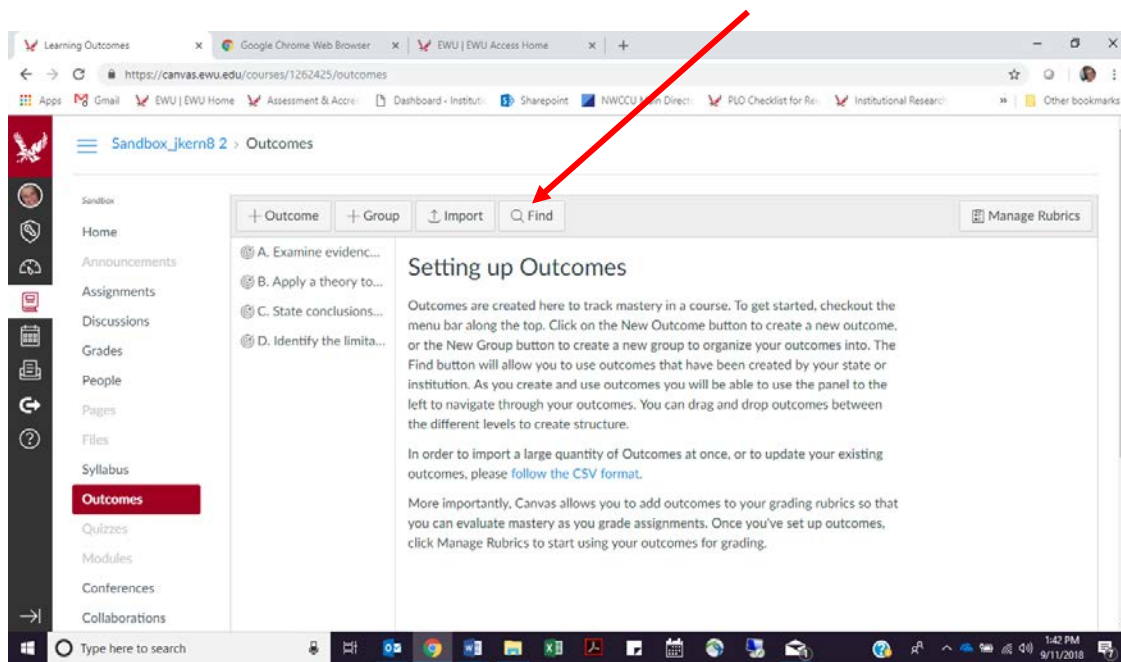 Learning Outcomes
Google Chrome Web Browser
EWU | EWU Access Home
https://canvas.ewu.edu/courses/1262425/outcomes
Apps
Gmail
EWU | EWU Home
Assessment & Accre
Dashboard - Instituti
Sharepoint
NWCCU Direct
PLO Checklist for Re
Institutional Research
Other bookmarks
Sandbox_jkern8 2 > Outcomes
Sandbox
Home
Announcements
Assignments
Discussions
Grades
People
Pages
Files
Syllabus
Outcomes
Quizzes
Modules
Conferences
Collaborations
+ Outcome
+ Group
Import
Find
Manage Rubrics
A. Examine evidenc...
B. Apply a theory to...
C. State conclusions...
D. Identify the limita...
Setting up Outcomes
Outcomes are created here to track mastery in a course. To get started, checkout the
menu bar along the top. Click on the New Outcome button to create a new outcome,
or the New Group button to create a new group to organize your outcomes into. The
Find button will allow you to use outcomes that have been created by your state or
institution. As you create and use outcomes you will be able to use the panel to the
left to navigate through your outcomes. You can drag and drop outcomes between
the different levels to create structure.
In order to import a large quantity of Outcomes at once, or to update your existing
outcomes, please follow the CSV format.
More importantly, Canvas allows you to add outcomes to your grading rubrics so that
you can evaluate mastery as you grade assignments. Once you've set up outcomes,
click Manage Rubrics to start using your outcomes for grading.
Type here to search
1:42 PM
9/11/2018